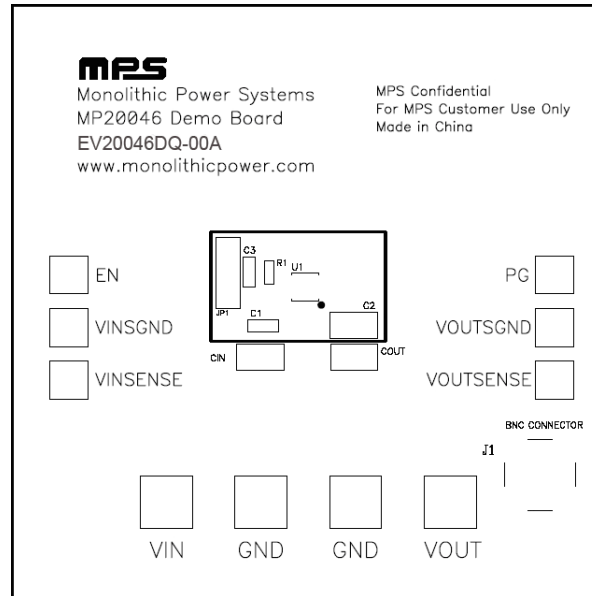 MPS
Monolithic Power Systems
MP20046 Demo Board
EV20046DQ-00A
www.monolithicpower.com
MPS Confidential
For MPS Customer Use Only
Made in China
C3
R1
U1
JP1
C1
C2
CIN
COUT
EN
VINSGND
VINSENSE
PG
VOUTSGND
VOUTSENSE
BNC CONNECTOR
J1
VIN
GND
GND
VOUT